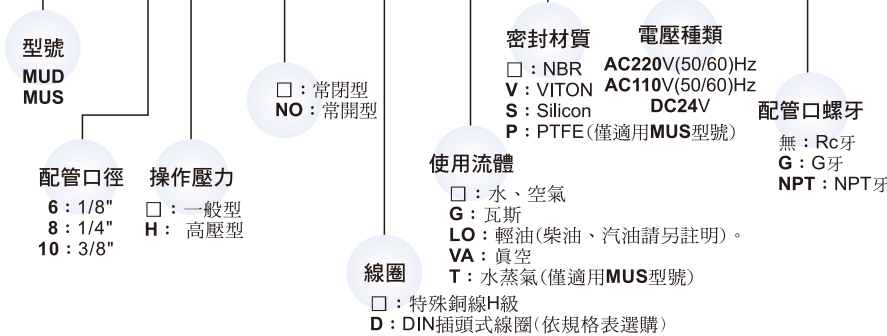 型號
MUD
MUS
配管口徑
6：1/8"
8：1/4"
10：3/8"
操作壓力
□：一般型
H：高壓型
□：常閉型
NO：常開型
線圈
□：特殊銅線H級
D：DIN插頭式線圈(依規格表選購)
使用流體
□：水、空氣
G：瓦斯
LO：輕油(柴油、汽油請另註明)。
VA：眞空
T：水蒸氣(僅適用MUS型號)
密封材質
□：NBR
V：VITON
S：Silicon
P：PTFE(僅適用MUS型號)
電壓種類
AC220V(50/60)Hz
AC110V(50/60)Hz
DC24V
配管口螺牙
無：Rc牙
G：G牙
NPT：NPT牙